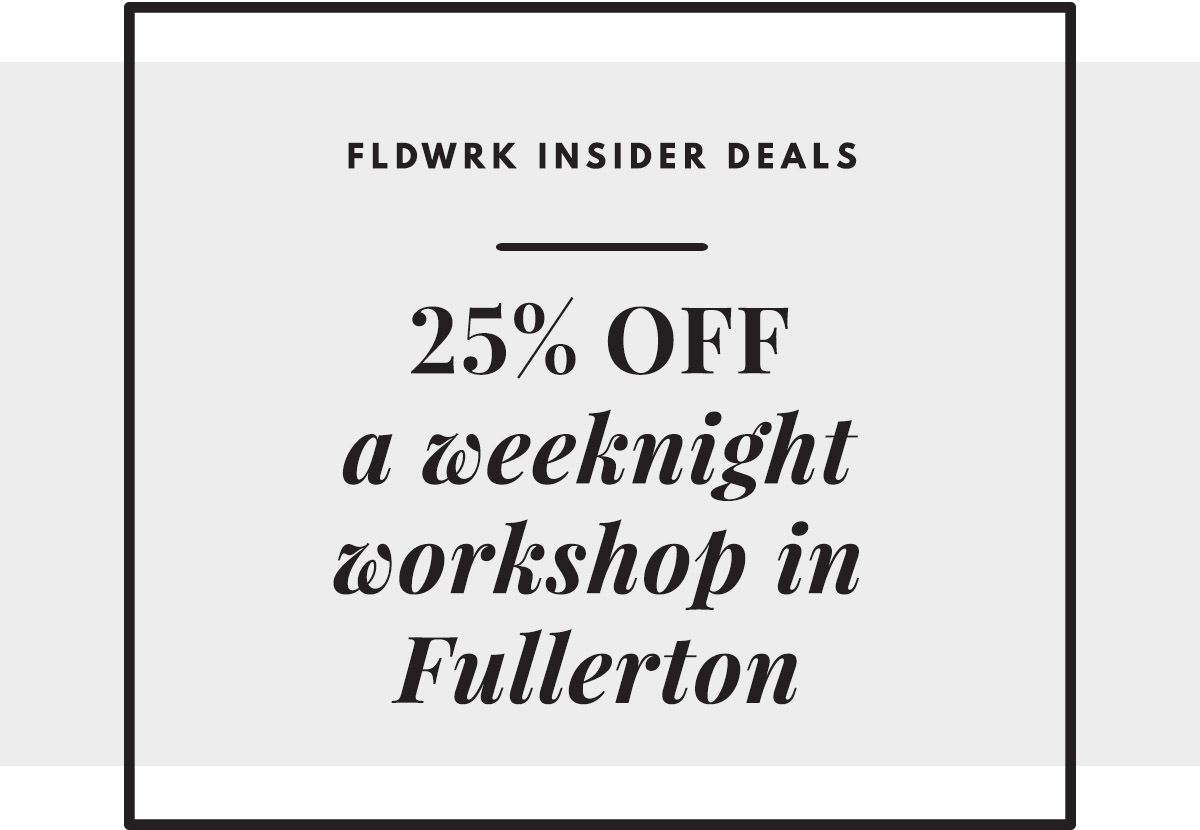 FLDWRK INSIDER DEALS
25% OFF
a weeknight
workshop in
Fullerton